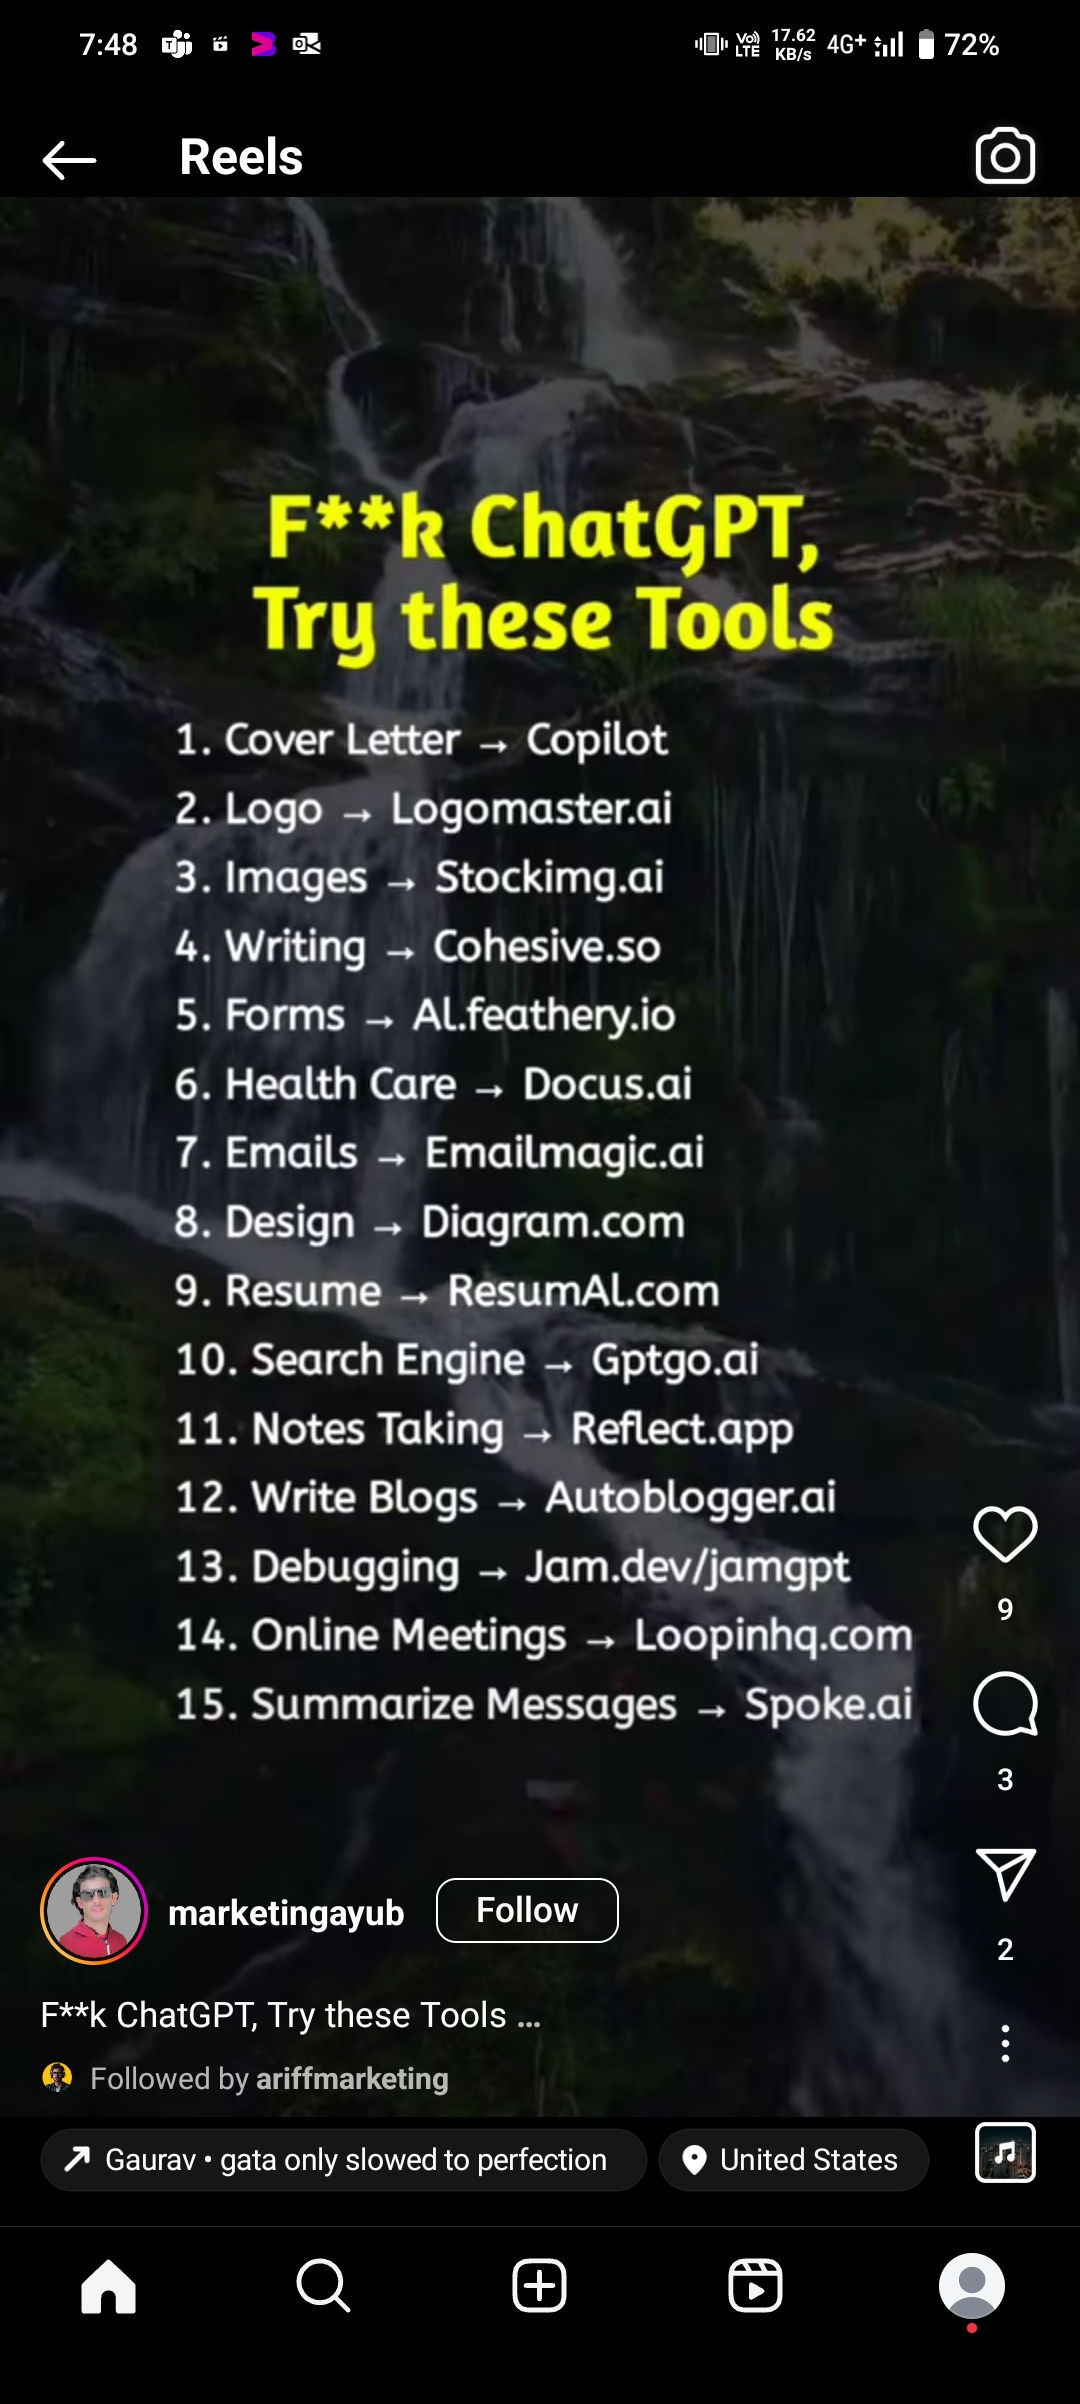 7:48
Vo))
LTE
17.62
KB/s
4G+
72%
Reels
F**k ChatGPT,
Try these Tools
1. Cover Letter → Copilot
2. Logo → Logomaster.ai
3. Images → Stockimg.ai
4. Writing → Cohesive.so
5. Forms → Al.feathery.io
6. Health Care → Docus.ai
7. Emails → Emailmagic.ai
8. Design → Diagram.com
9. Resume → ResumAl.com
10. Search Engine → Gptgo.ai
11. Notes Taking → Reflect.app
12. Write Blogs → Autoblogger.ai
13. Debugging → Jam.dev/jamgpt
14. Online Meetings → Loopinhq.com
15. Summarize Messages → Spoke.ai
9
3
2
marketingayub
Follow
F**k ChatGPT, Try these Tools ...
Followed by ariffmarketing
Gaurav • gata only slowed to perfection
United States